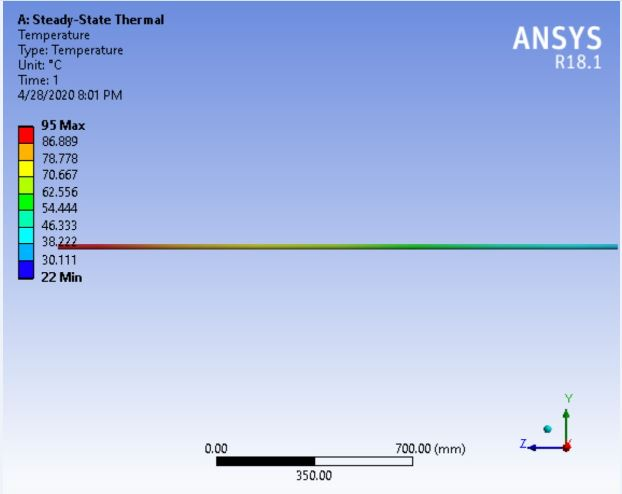 A: Steady-State Thermal
Temperature
Type: Temperature
Unit: °C
Time: 1
4/28/2020 8:01 PM
ANSYS
R18.1
95 Max
86.889
78.778
70.667
62.556
54.444
46.333
38.222
30.111
22 Min
0.00
700.00 (mm)
350.00
Y
Z
X